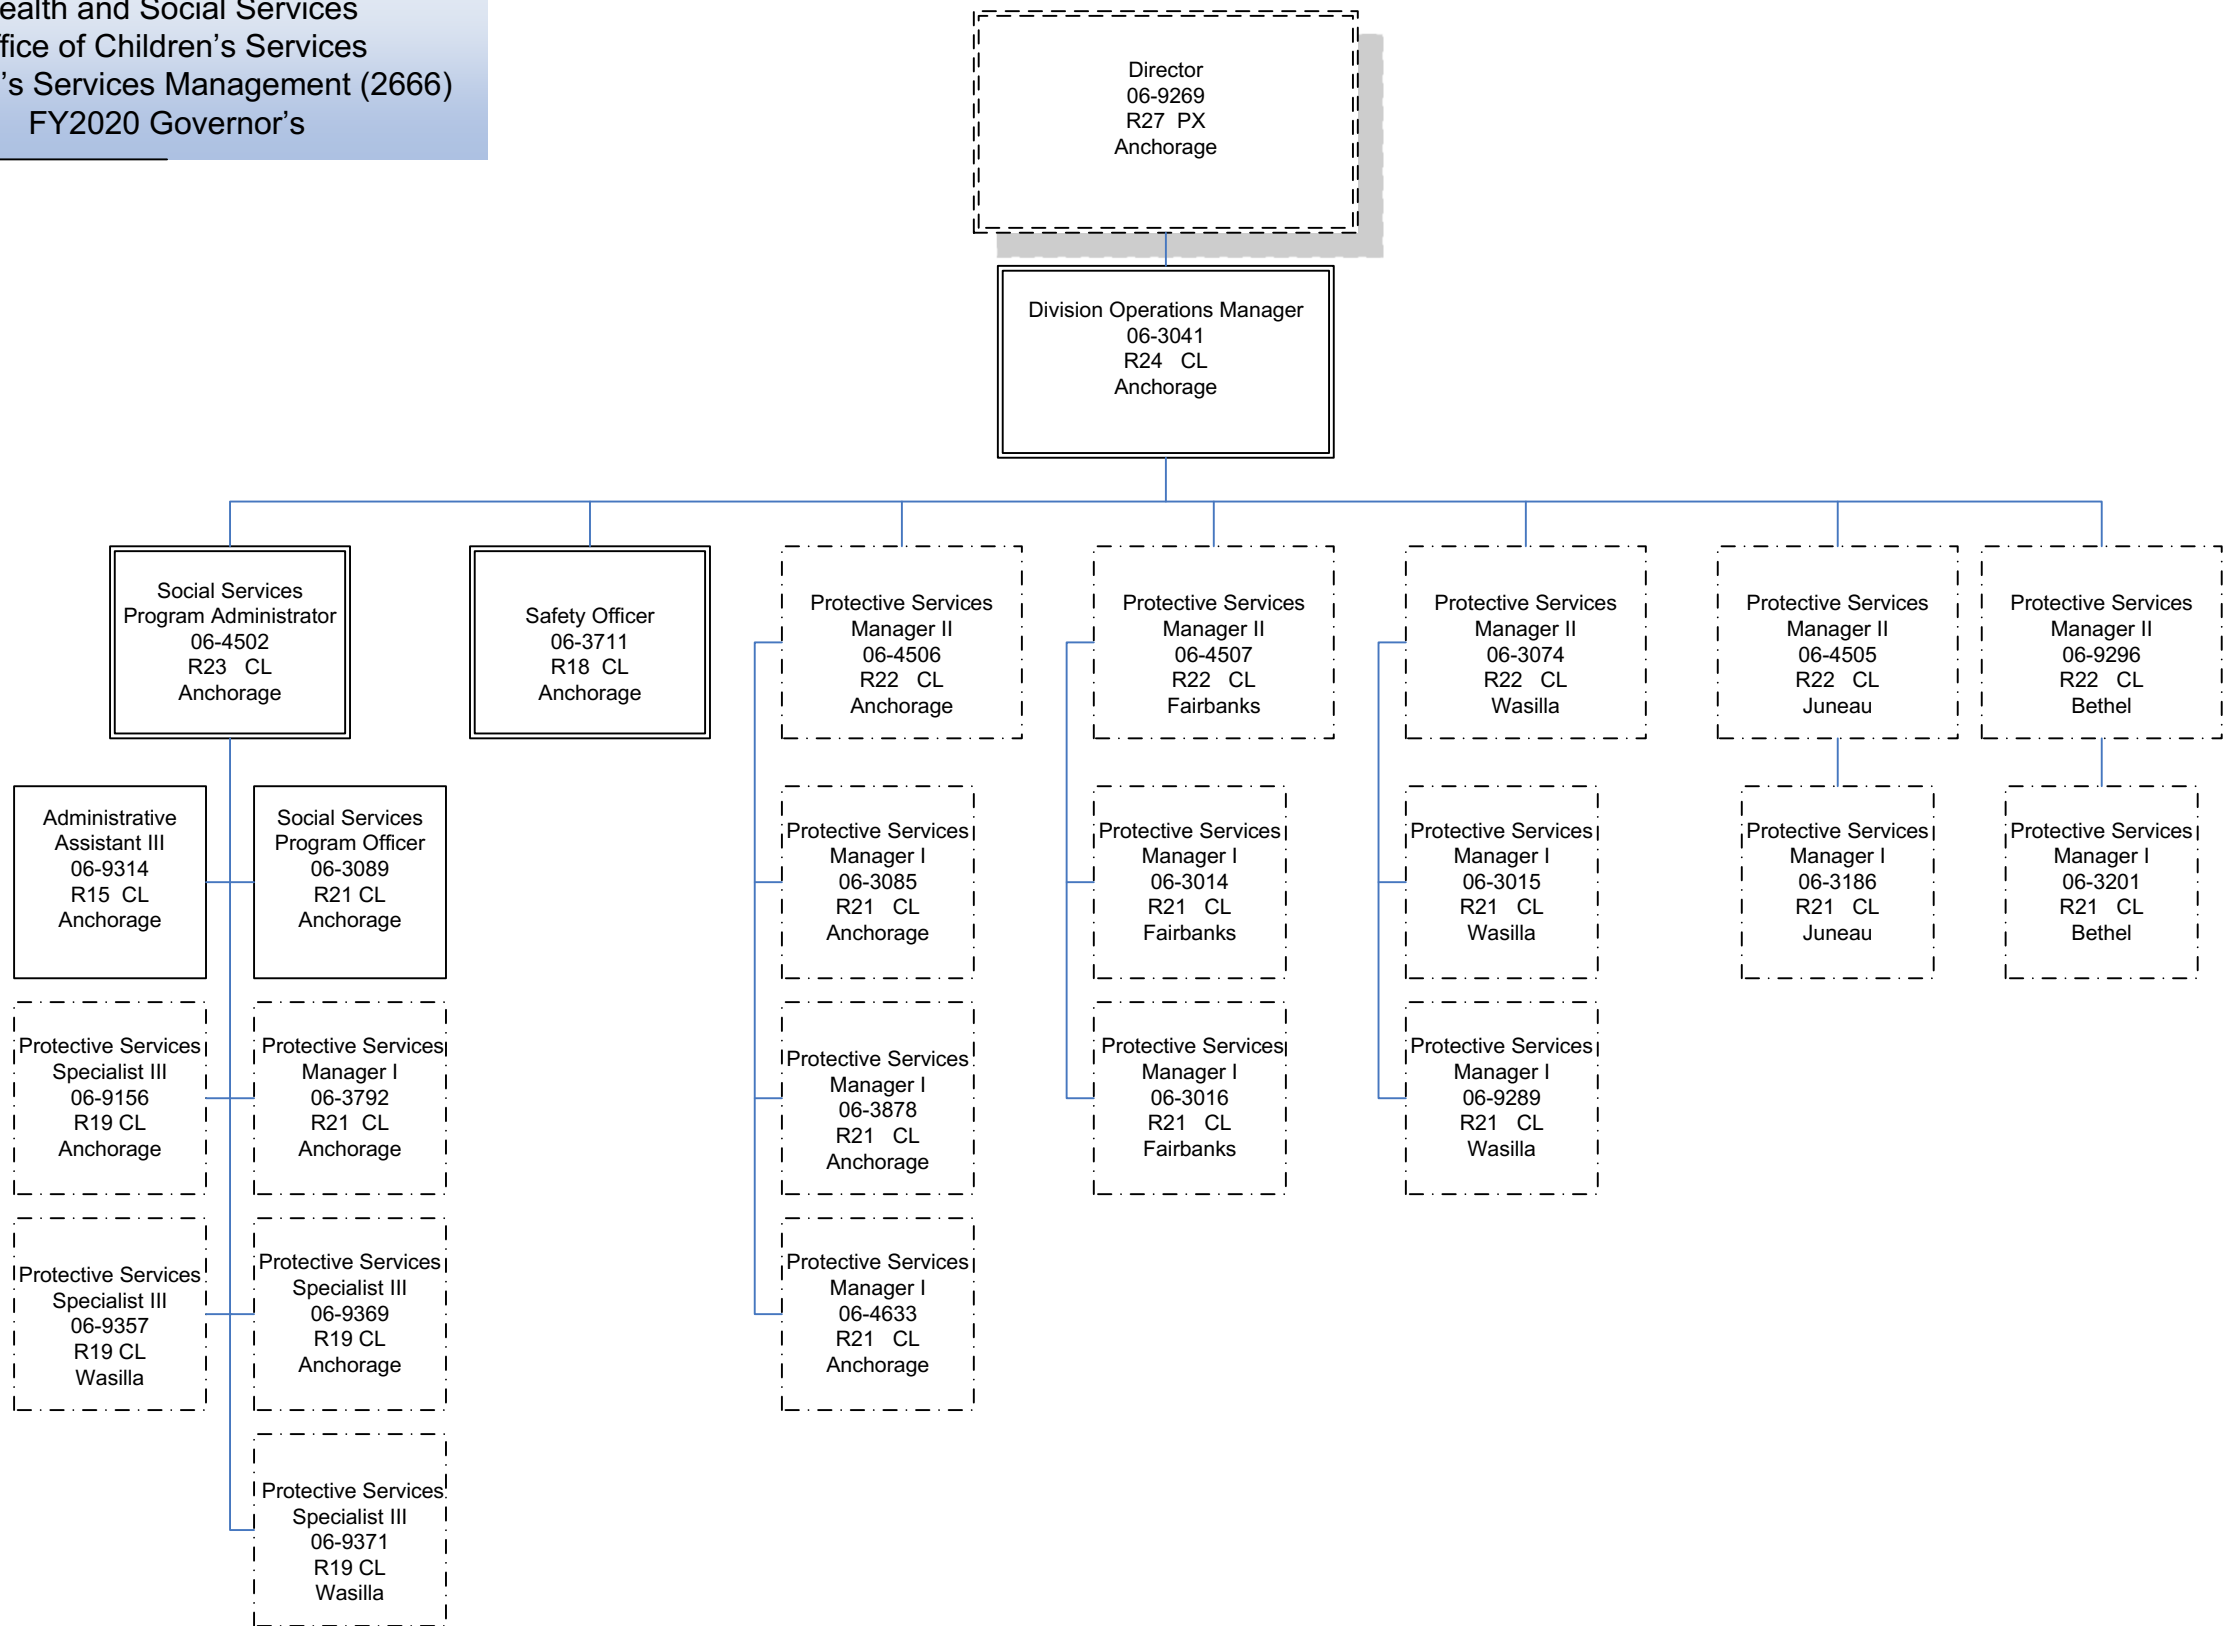 Health and Social Services
Office of Children's Services
's Services Management (2666)
FY2020 Governor's
Director
06-9269
R27 PX
Anchorage
Division Operations Manager
06-3041
R24 CL
Anchorage
Social Services
Program Administrator
06-4502
R23 CL
Anchorage
Safety Officer
06-3711
R18 CL
Anchorage
Protective Services
Manager II
06-4506
R22 CL
Anchorage
Protective Services
Manager II
06-4507
R22 CL
Fairbanks
Protective Services
Manager II
06-3074
R22 CL
Wasilla
Protective Services
Manager II
06-4505
R22 CL
Juneau
Protective Services
Manager II
06-9296
R22 CL
Bethel
Administrative
Assistant III
06-9314
R15 CL
Anchorage
Social Services
Program Officer
06-3089
R21 CL
Anchorage
Protective Services
Manager I
06-3085
R21 CL
Anchorage
Protective Services
Manager I
06-3014
R21 CL
Fairbanks
Protective Services
Manager I
06-3015
R21 CL
Wasilla
Protective Services
Manager I
06-3186
R21 CL
Juneau
Protective Services
Manager I
06-3201
R21 CL
Bethel
Protective Services
Specialist III
06-9156
R19 CL
Anchorage
Protective Services
Manager I
06-3792
R21 CL
Anchorage
Protective Services
Manager I
06-3878
R21 CL
Anchorage
Protective Services
Manager I
06-3016
R21 CL
Fairbanks
Protective Services
Manager I
06-9289
R21 CL
Wasilla
Protective Services
Specialist III
06-9357
R19 CL
Wasilla
Protective Services
Specialist III
06-9369
R19 CL
Anchorage
Protective Services
Manager I
06-4633
R21 CL
Anchorage
Protective Services
Specialist III
06-9371
R19 CL
Wasilla